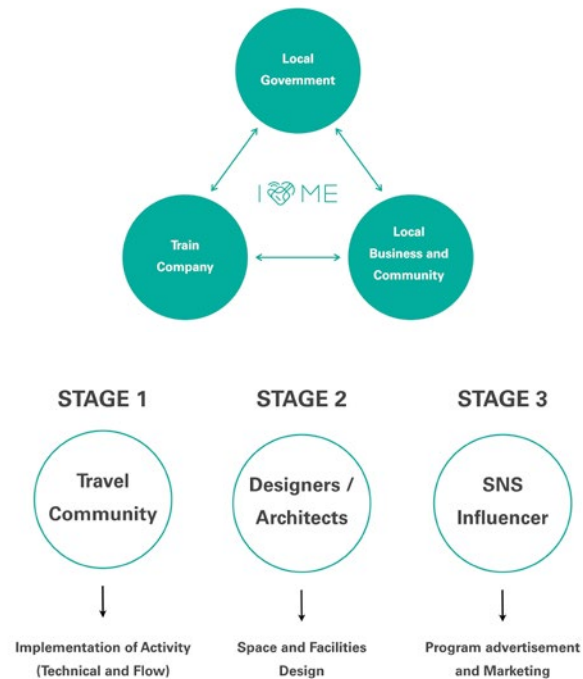 Local
Government
I ME
Train
Company
Local
Business and
Community
STAGE 1
STAGE 2
STAGE 3
Travel
Community
Designers /
Architects
SNS
Influencer
Implementation of Activity
(Technical and Flow)
Space and Facilities
Design
Program advertisement
and Marketing